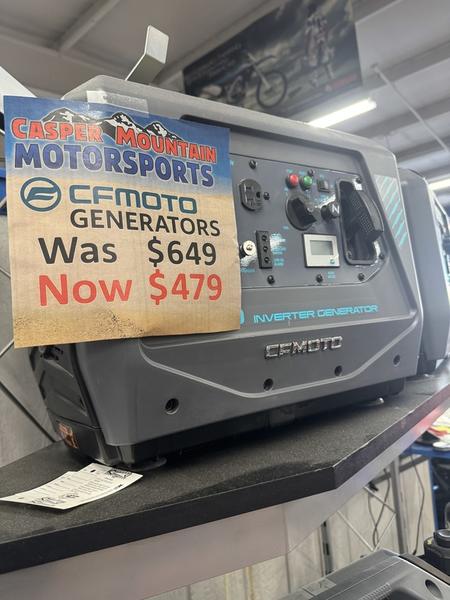 CASPER MOUNTAIN
MOTORSPORTS
CFMOTO
GENERATORS
Was $649
Now $479
INVERTER GENERATOR
CFMOTO